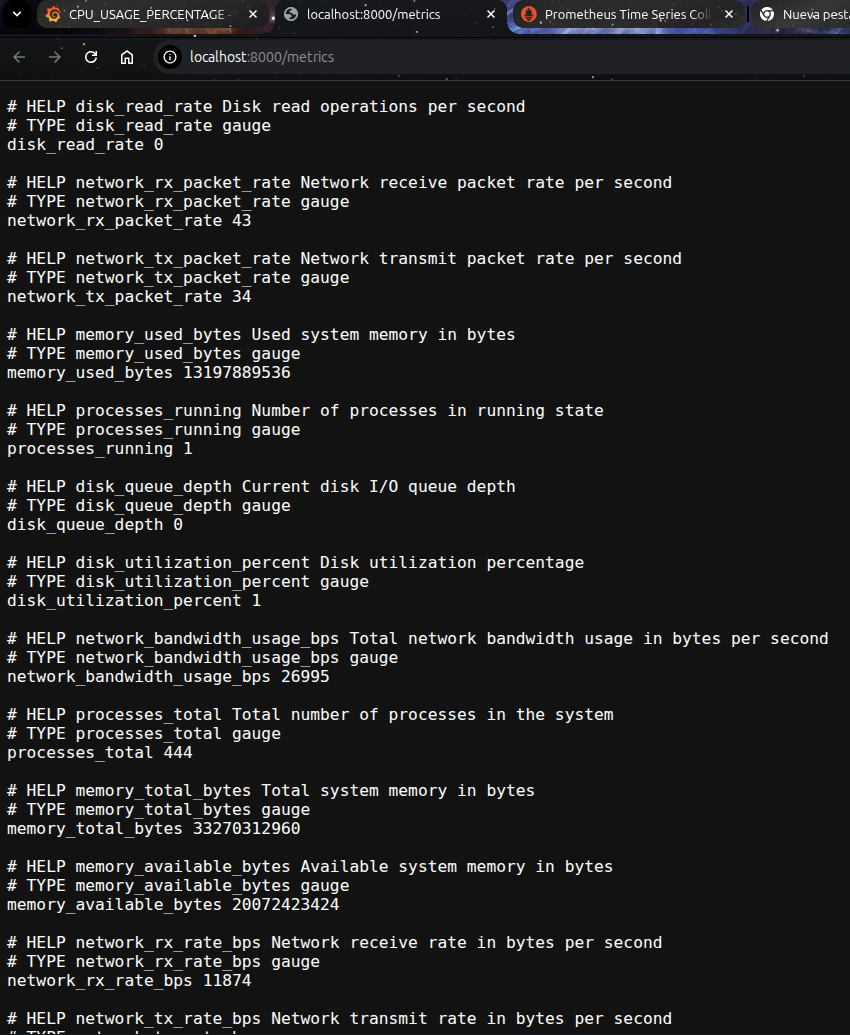 CPU_USAGE_PERCENTAGE -
localhost:8000/metrics
Prometheus Time Series Coll
Nueva pest
localhost:8000/metrics
# HELP disk_read_rate Disk read operations per second
# TYPE disk_read_rate gauge
disk_read_rate 0
# HELP network_rx_packet_rate Network receive packet rate per second
# TYPE network_rx_packet_rate gauge
network_rx_packet_rate 43
# HELP network_tx_packet_rate Network transmit packet rate per second
# TYPE network_tx_packet_rate gauge
network_tx_packet_rate 34
# HELP memory_used_bytes Used system memory in bytes
# TYPE memory_used_bytes gauge
memory_used_bytes 13197889536
# HELP processes_running Number of processes in running state
# TYPE processes_running gauge
processes_running 1
# HELP disk_queue_depth Current disk I/O queue depth
# TYPE disk_queue_depth gauge
disk_queue_depth 0
# HELP disk_utilization_percent Disk utilization percentage
# TYPE disk_utilization_percent gauge
disk_utilization_percent 1
# HELP network_bandwidth_usage_bps Total network bandwidth usage in bytes per second
# TYPE network_bandwidth_usage_bps gauge
network_bandwidth_usage_bps 26995
# HELP processes_total Total number of processes in the system
# TYPE processes_total gauge
processes_total 444
# HELP memory_total_bytes Total system memory in bytes
# TYPE memory_total_bytes gauge
memory_total_bytes 33270312960
# HELP memory_available_bytes Available system memory in bytes
# TYPE memory_available_bytes gauge
memory_available_bytes 20072423424
# HELP network_rx_rate_bps Network receive rate in bytes per second
# TYPE network_rx_rate_bps gauge
network_rx_rate_bps 11874
# HELP network_tx_rate_bps Network transmit rate in bytes per second